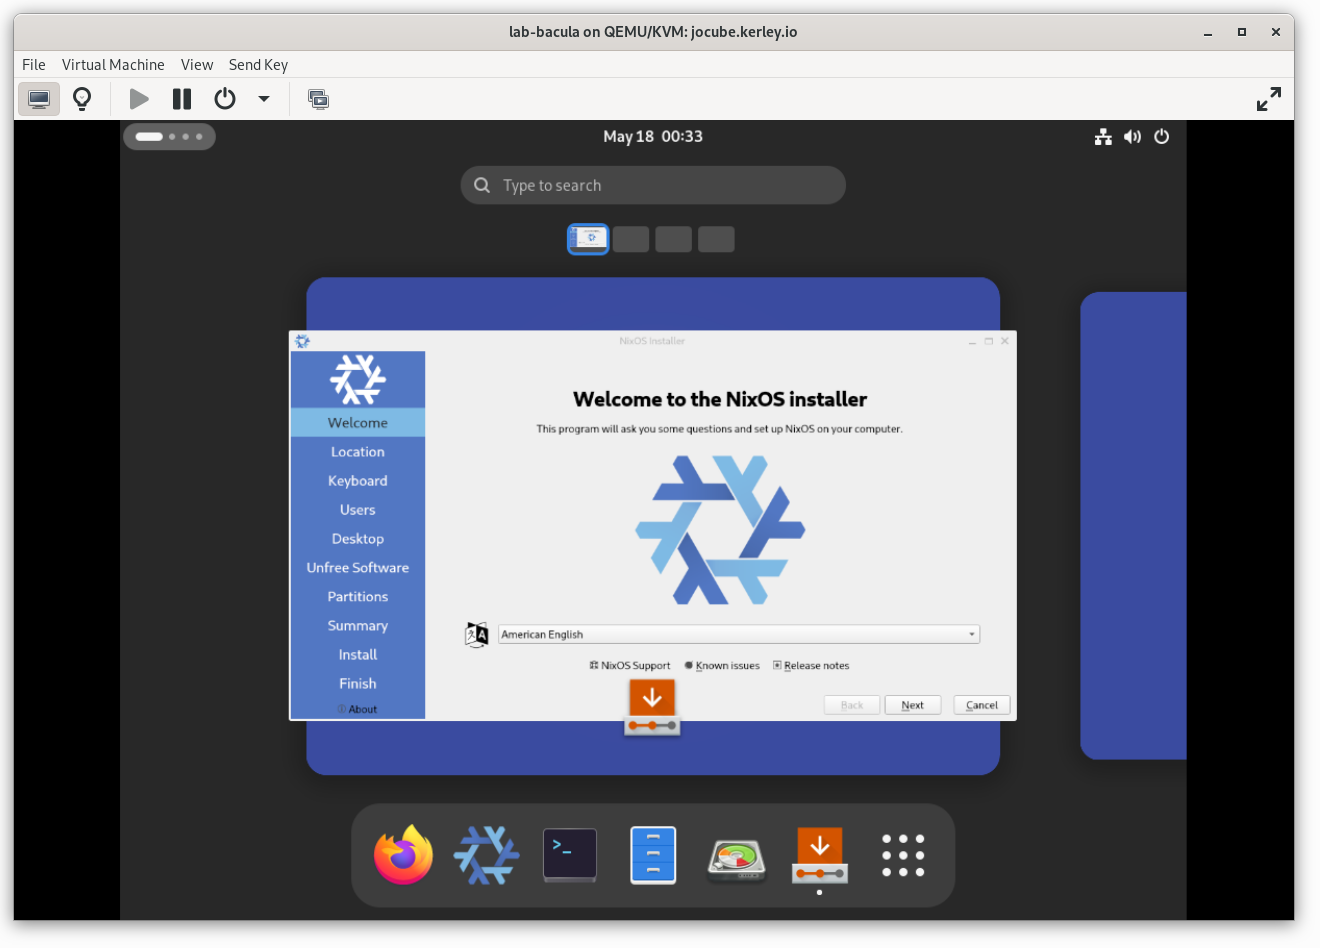 lab-bacula on QEMU/KVM: jocube.kerley.io
File Virtual Machine View Send Key
May 18 00:33
Type to search
NixOS Installer
Welcome
Location
Keyboard
Users
Desktop
Unfree Software
Partitions
Summary
Install
Finish
About
Welcome to the NixOS installer
This program will ask you some questions and set up NixOS on your computer.
American English
NixOS Support Known issues Release notes
Back Next Cancel